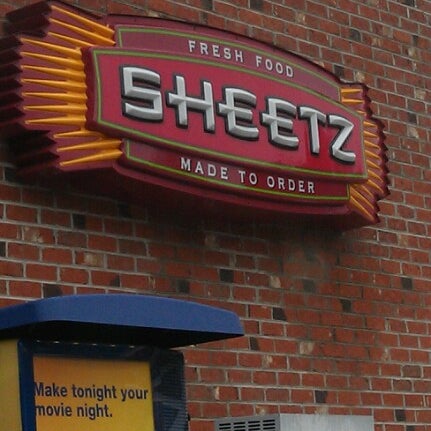 FRESH FOOD
SHEETZ
MADE TO ORDER
Make tonight your
movie night.